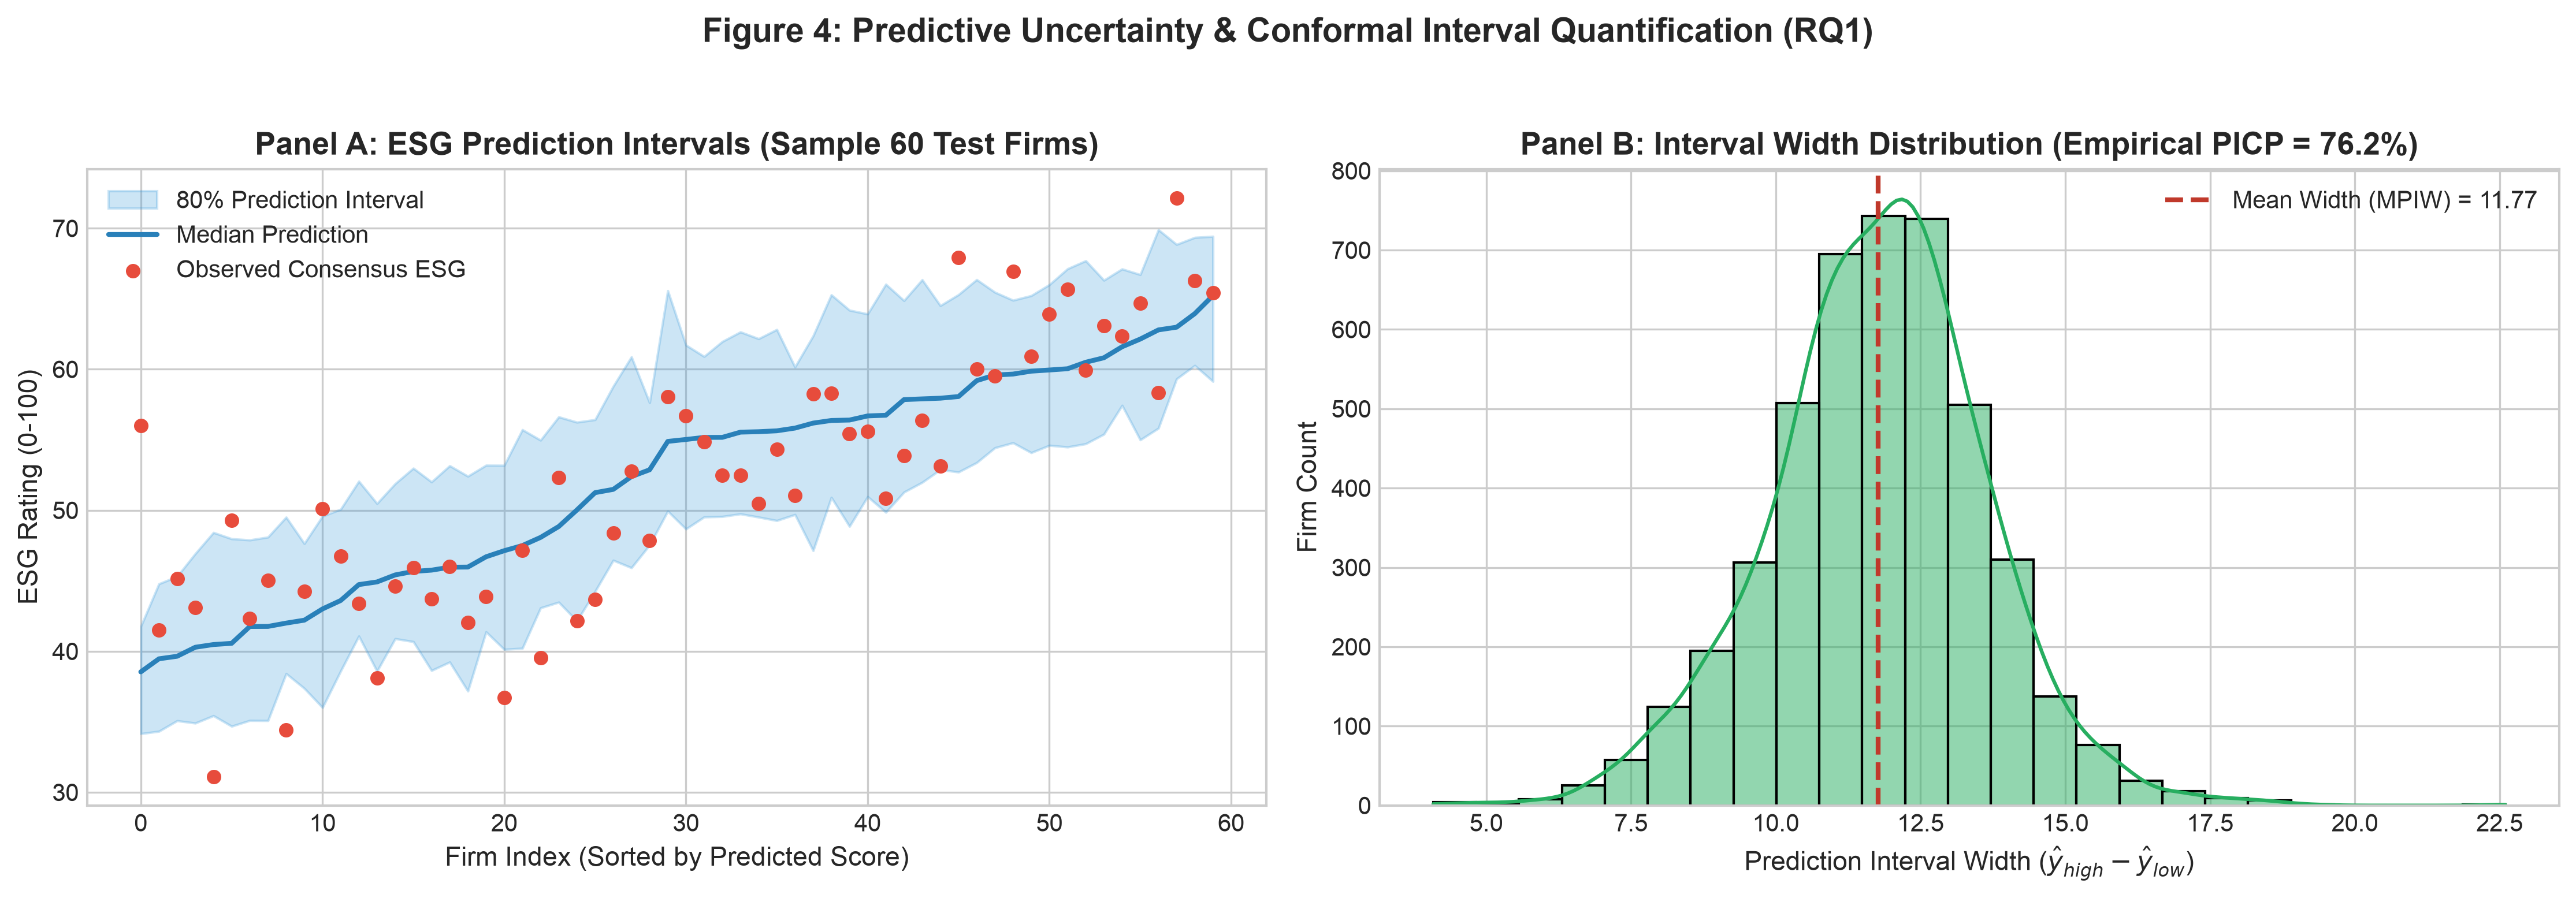 Figure 4: Predictive Uncertainty & Conformal Interval Quantification (RQ1)
Panel A: ESG Prediction Intervals (Sample 60 Test Firms)
80% Prediction Interval
Median Prediction
Observed Consensus ESG
ESG Rating (0-100)
70
60
50
40
30
0 10 20 30 40 50 60
Firm Index (Sorted by Predicted Score)
Panel B: Interval Width Distribution (Empirical PICP = 76.2%)
Mean Width (MPIW) = 11.77
Firm Count
800
700
600
500
400
300
200
100
0
5.0 7.5 10.0 12.5 15.0 17.5 20.0 22.5
Prediction Interval Width (ŷ_high − ŷ_low)